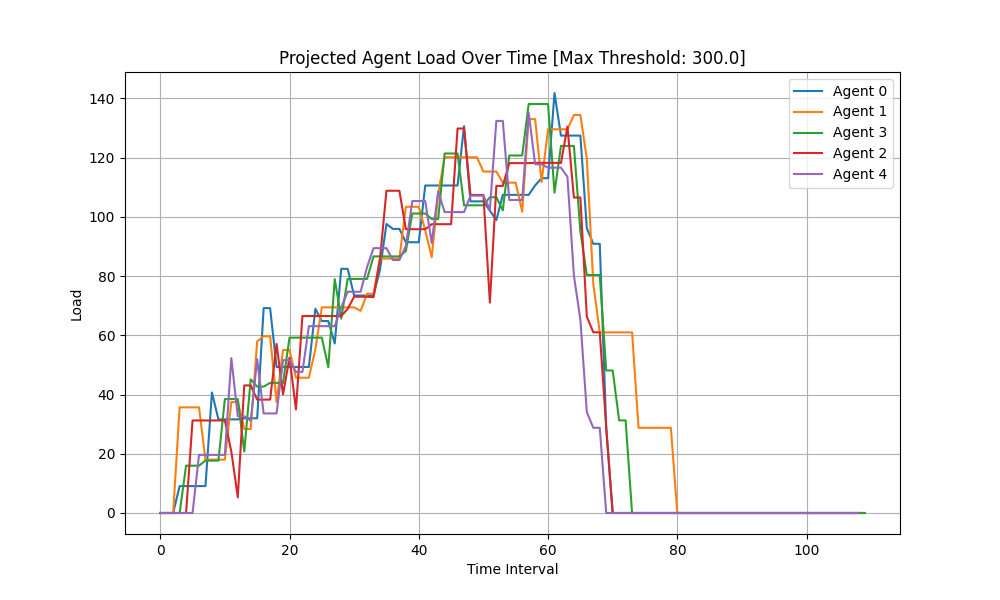 Projected Agent Load Over Time [Max Threshold: 300.0]
Load
140
120
100
80
60
40
20
0
0 20 40 60 80 100
Time Interval
Agent 0
Agent 1
Agent 3
Agent 2
Agent 4